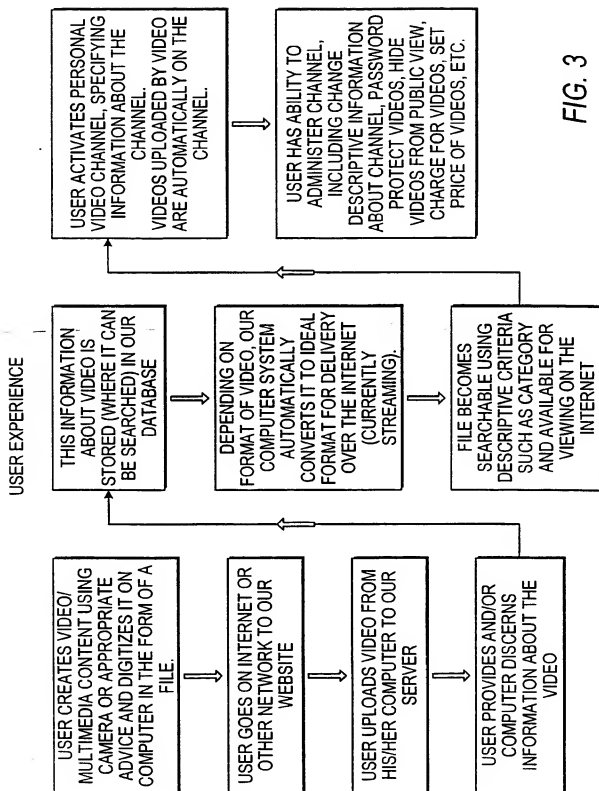 USER EXPERIENCE
USER CREATES VIDEO/
MULTIMEDIA CONTENT USING
CAMERA OR APPROPRIATE
ADVICE AND DIGITIZES IT ON
COMPUTER IN THE FORM OF A
FILE.
USER GOES ON INTERNET OR
OTHER NETWORK TO OUR
WEBSITE
USER UPLOADS VIDEO FROM
HIS/HER COMPUTER TO OUR
SERVER
USER PROVIDES AND/OR
COMPUTER DISCERNS
INFORMATION ABOUT THE
VIDEO
THIS INFORMATION
ABOUT VIDEO IS
STORED (WHERE IT CAN
BE SEARCHED) IN OUR
DATABASE
DEPENDING ON
FORMAT OF VIDEO, OUR
COMPUTER SYSTEM
AUTOMATICALLY
CONVERTS IT TO IDEAL
FORMAT FOR DELIVERY
OVER THE INTERNET
(CURRENTLY
STREAMING).
FILE BECOMES
SEARCHABLE USING
DESCRIPTIVE CRITERIA
SUCH AS CATEGORY
AND AVAILABLE FOR
VIEWING ON THE
INTERNET
USER ACTIVATES PERSONAL
VIDEO CHANNEL, SPECIFYING
INFORMATION ABOUT THE
CHANNEL.
VIDEOS UPLOADED BY VIDEO
ARE AUTOMATICALLY ON THE
CHANNEL.
USER HAS ABILITY TO
ADMINISTER CHANNEL,
INCLUDING CHANGE
DESCRIPTIVE INFORMATION
ABOUT CHANNEL, PASSWORD
PROTECT VIDEOS, HIDE
VIDEOS FROM PUBLIC VIEW,
CHARGE FOR VIDEOS, SET
PRICE OF VIDEOS, ETC.
FIG. 3